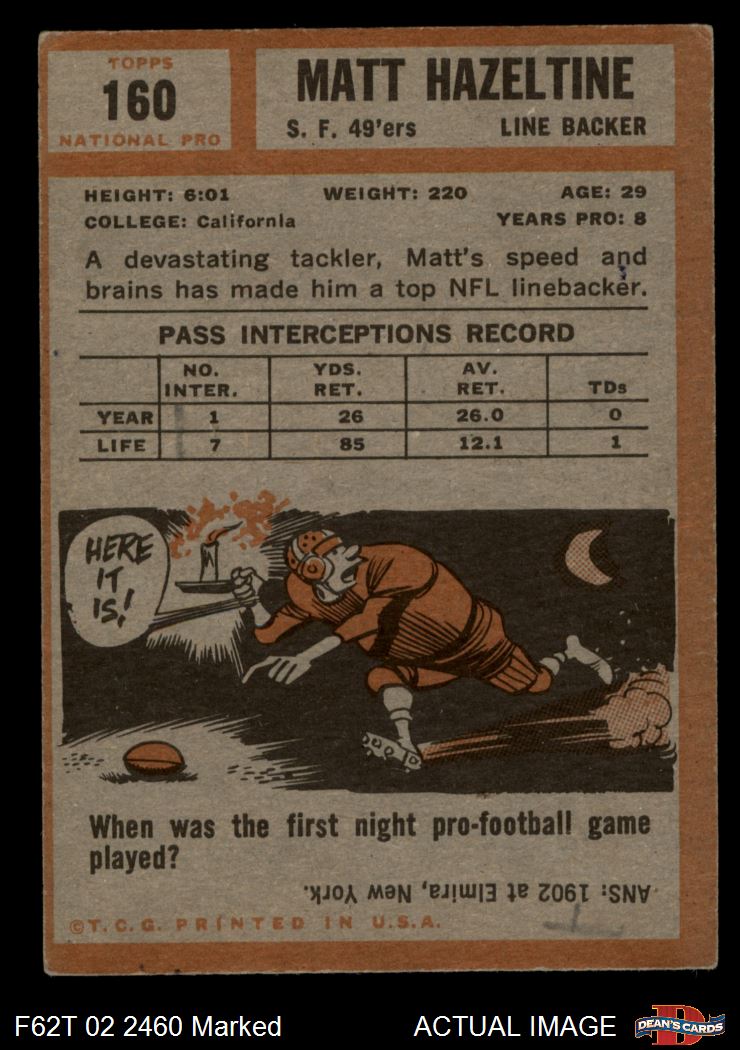 TOPPS
160
NATIONAL PRO
MATT HAZELTINE
S. F. 49'ers LINE BACKER
HEIGHT: 6:01 WEIGHT: 220 AGE: 29
COLLEGE: California YEARS PRO: 8
A devastating tackler, Matt's speed and
brains has made him a top NFL linebacker.
PASS INTERCEPTIONS RECORD
NO. INTER. YDS. RET. AV. RET. TDs
YEAR 1 26 26.0 0
LIFE 7 85 12.1 1
HERE
IT
IS!
When was the first night pro-football game
played?
ANS: 1902 at Elmira, New York.
©T.C.G. PRINTED IN U.S.A.
F62T 02 2460 Marked ACTUAL IMAGE DEAN'S CARDS